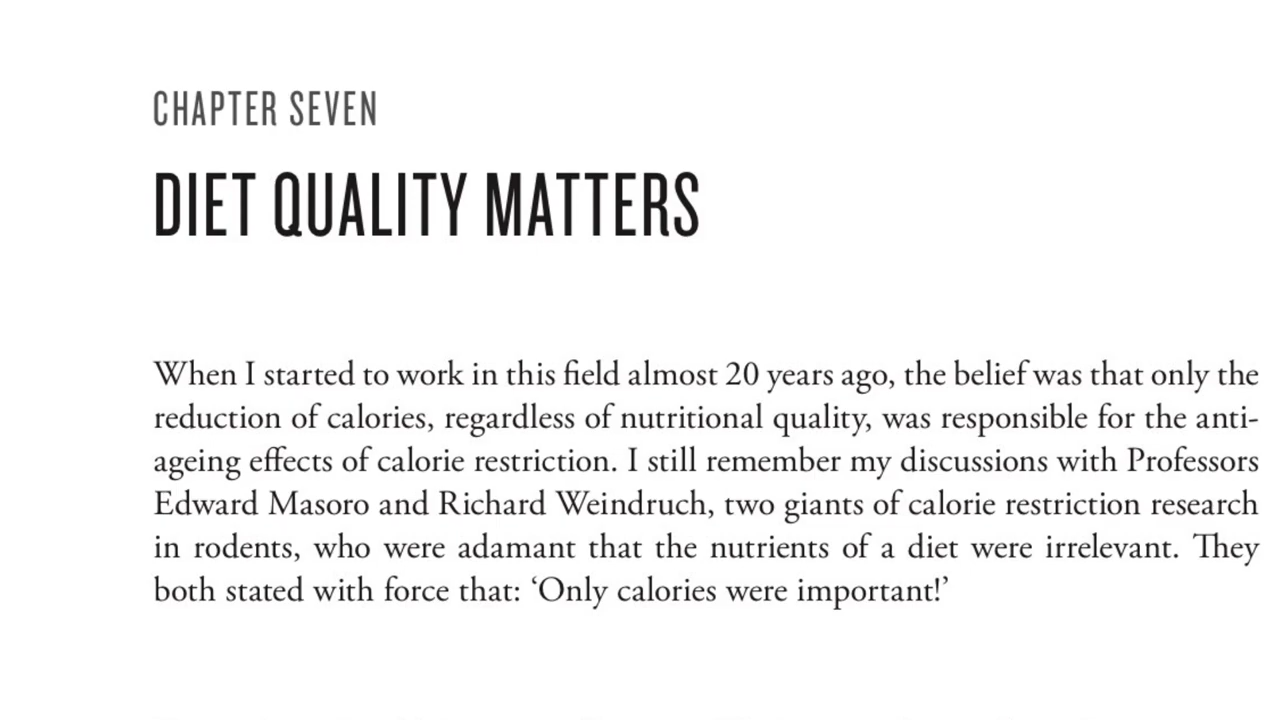 CHAPTER SEVEN
DIET QUALITY MATTERS
When I started to work in this field almost 20 years ago, the belief was that only the
reduction of calories, regardless of nutritional quality, was responsible for the anti-
ageing effects of calorie restriction. I still remember my discussions with Professors
Edward Masoro and Richard Weindruch, two giants of calorie restriction research
in rodents, who were adamant that the nutrients of a diet were irrelevant. They
both stated with force that: ‘Only calories were important!’